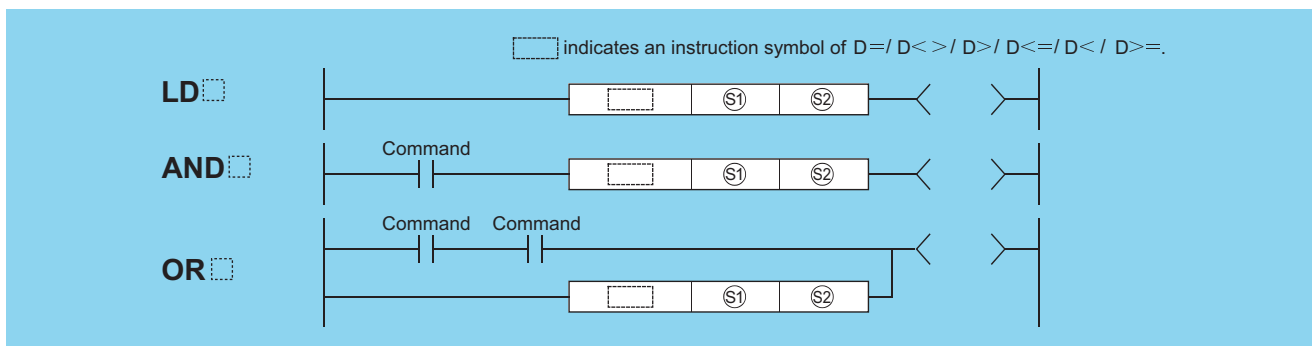 indicates an instruction symbol of D=/ D<>/ D>/ D<=/ D</ D>=.
LD
S1 S2
Command
AND
S1 S2
Command Command
OR
S1 S2